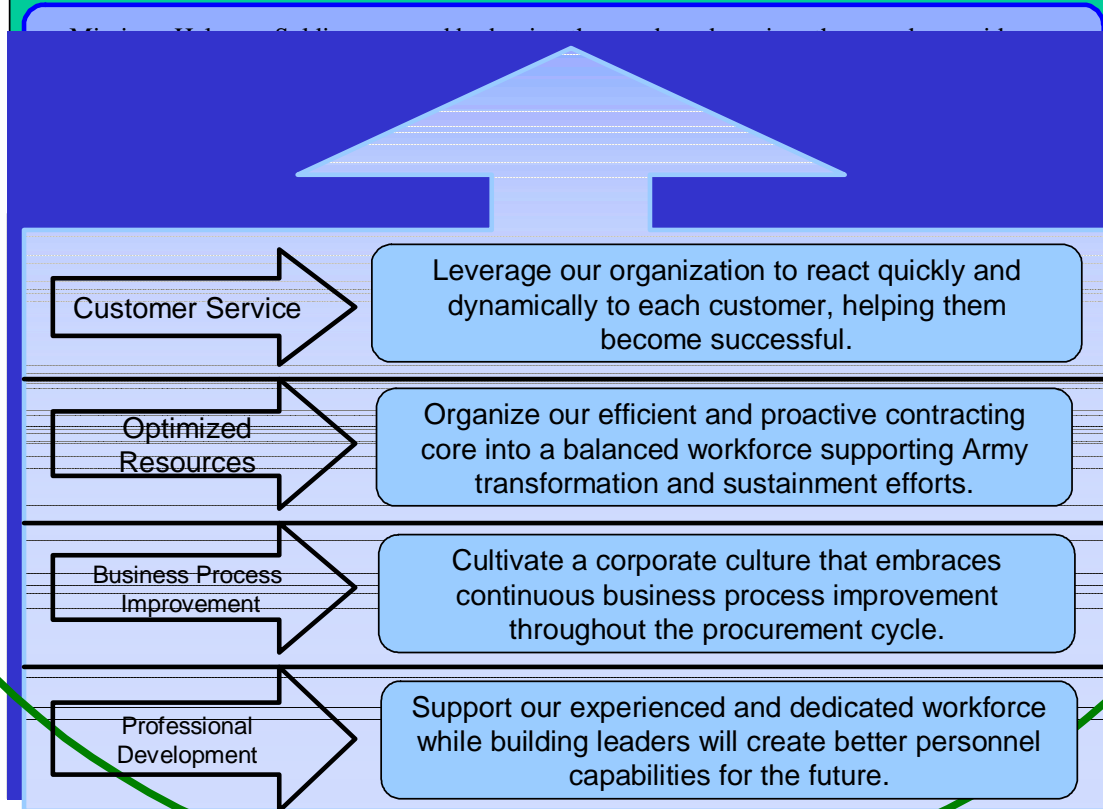 Customer Service
Leverage our organization to react quickly and
dynamically to each customer, helping them
become successful.
Optimized
Resources
Organize our efficient and proactive contracting
core into a balanced workforce supporting Army
transformation and sustainment efforts.
Business Process
Improvement
Cultivate a corporate culture that embraces
continuous business process improvement
throughout the procurement cycle.
Professional
Development
Support our experienced and dedicated workforce
while building leaders will create better personnel
capabilities for the future.